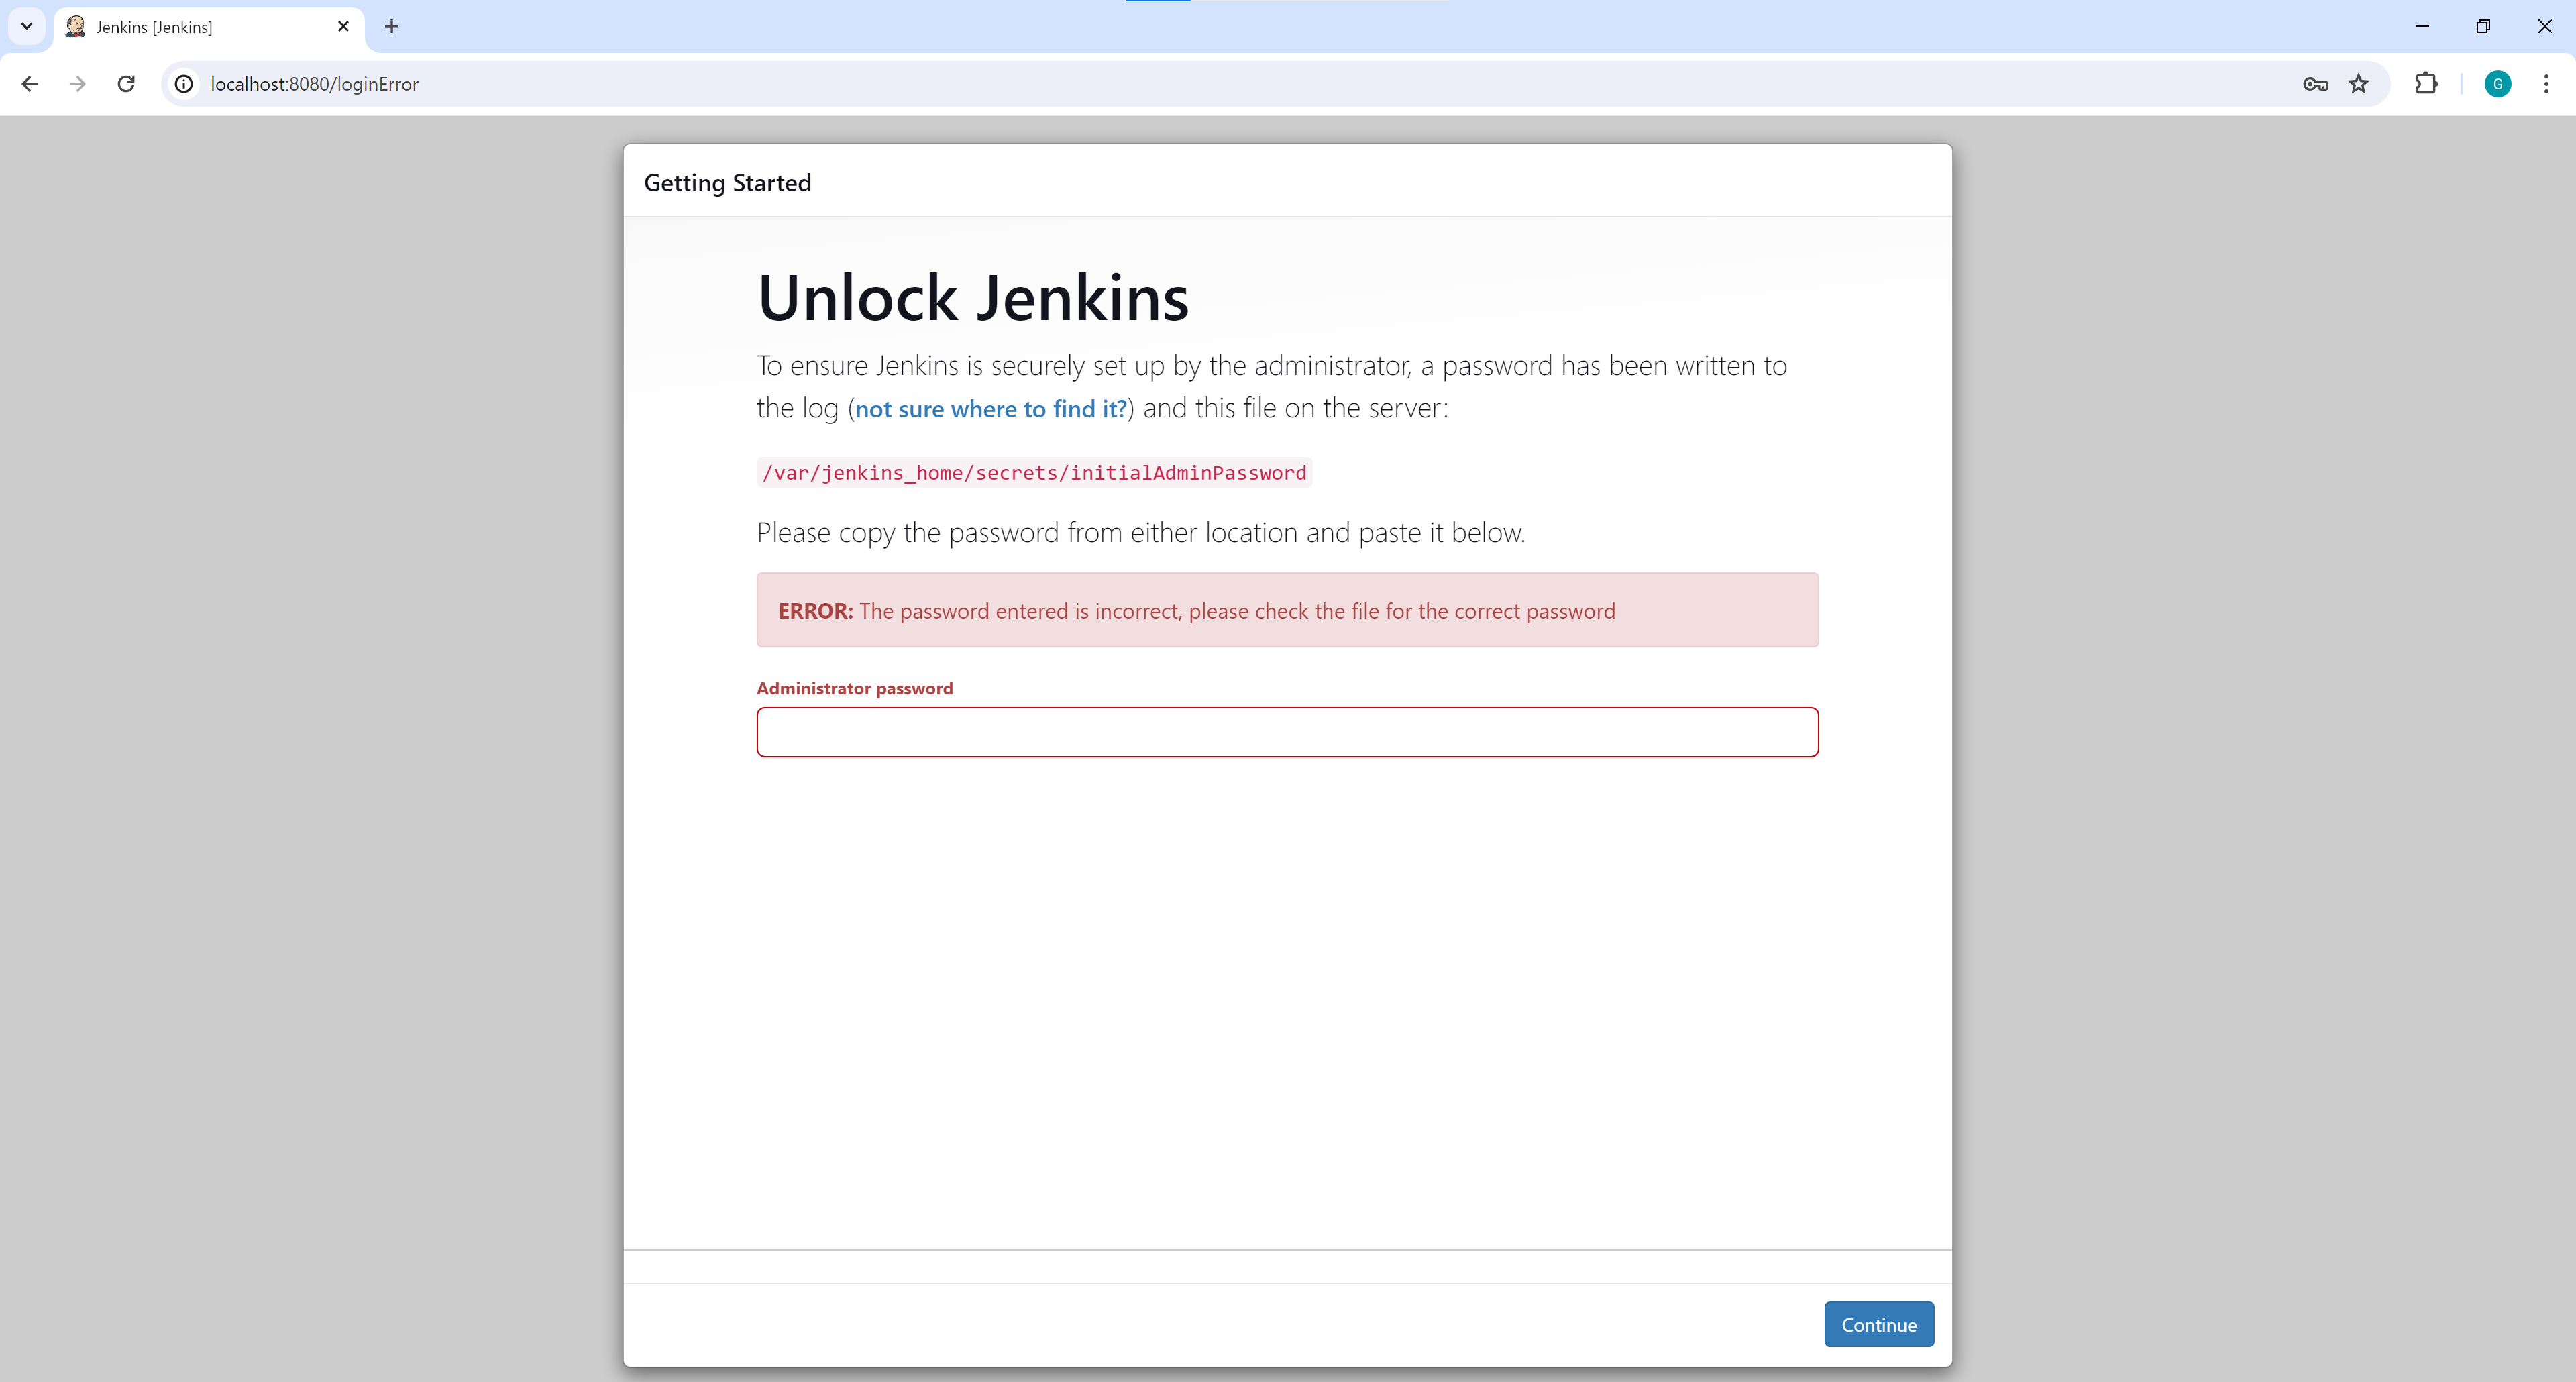 Jenkins [Jenkins]
localhost:8080/loginError
G
Getting Started
Unlock Jenkins
To ensure Jenkins is securely set up by the administrator, a password has been written to
the log (not sure where to find it?) and this file on the server:
/var/jenkins_home/secrets/initialAdminPassword
Please copy the password from either location and paste it below.
ERROR: The password entered is incorrect, please check the file for the correct password
Administrator password
Continue